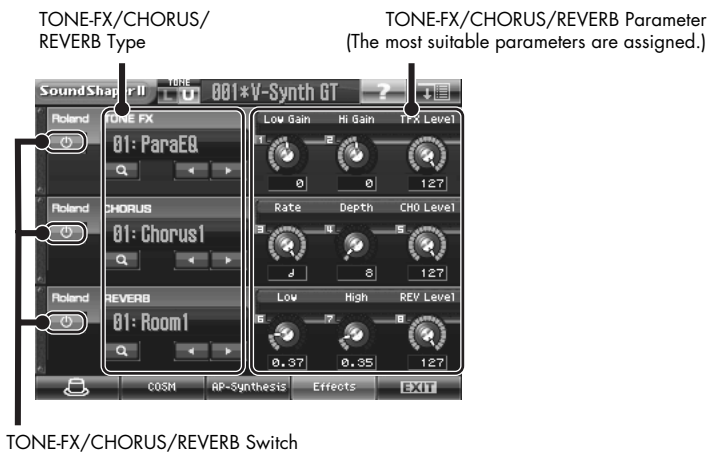 TONE-FX/CHORUS/
REVERB Type
TONE-FX/CHORUS/REVERB Parameter
(The most suitable parameters are assigned.)
SoundShaper II TONE L U 001*V-Synth GT ?
Roland TONE FX Low Gain Hi Gain TFX Level
01: ParaEQ 1 2
0 0 127
Roland CHORUS Rate Depth CHO Level
01: Chorus1 3 4 5
8 127
Roland REVERB Low High REV Level
01: Room1 6 7 8
0.37 0.35 127
COSM AP-Synthesis Effects EXIT
TONE-FX/CHORUS/REVERB Switch